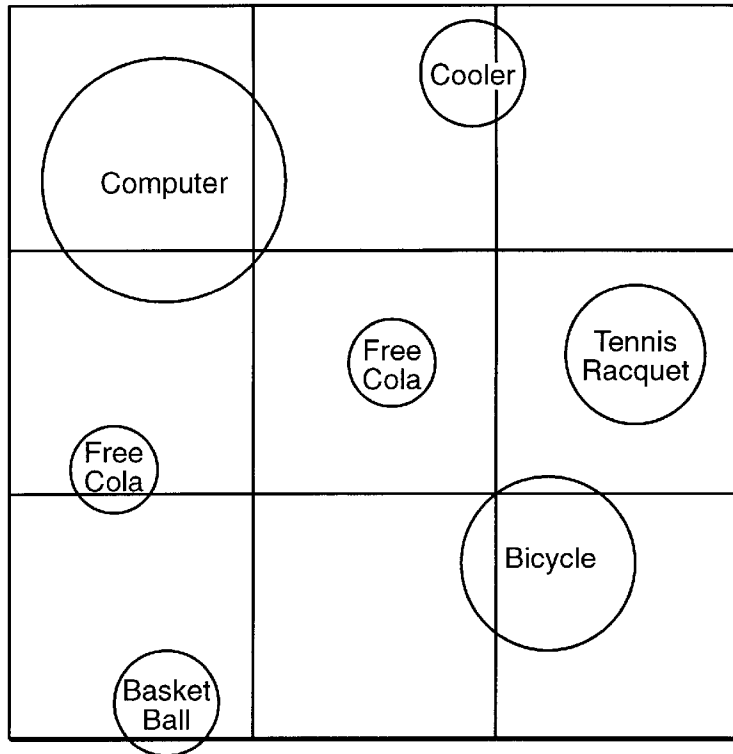 Cooler
Computer
Free
Cola
Tennis
Racquet
Free
Cola
Bicycle
Basket
Ball